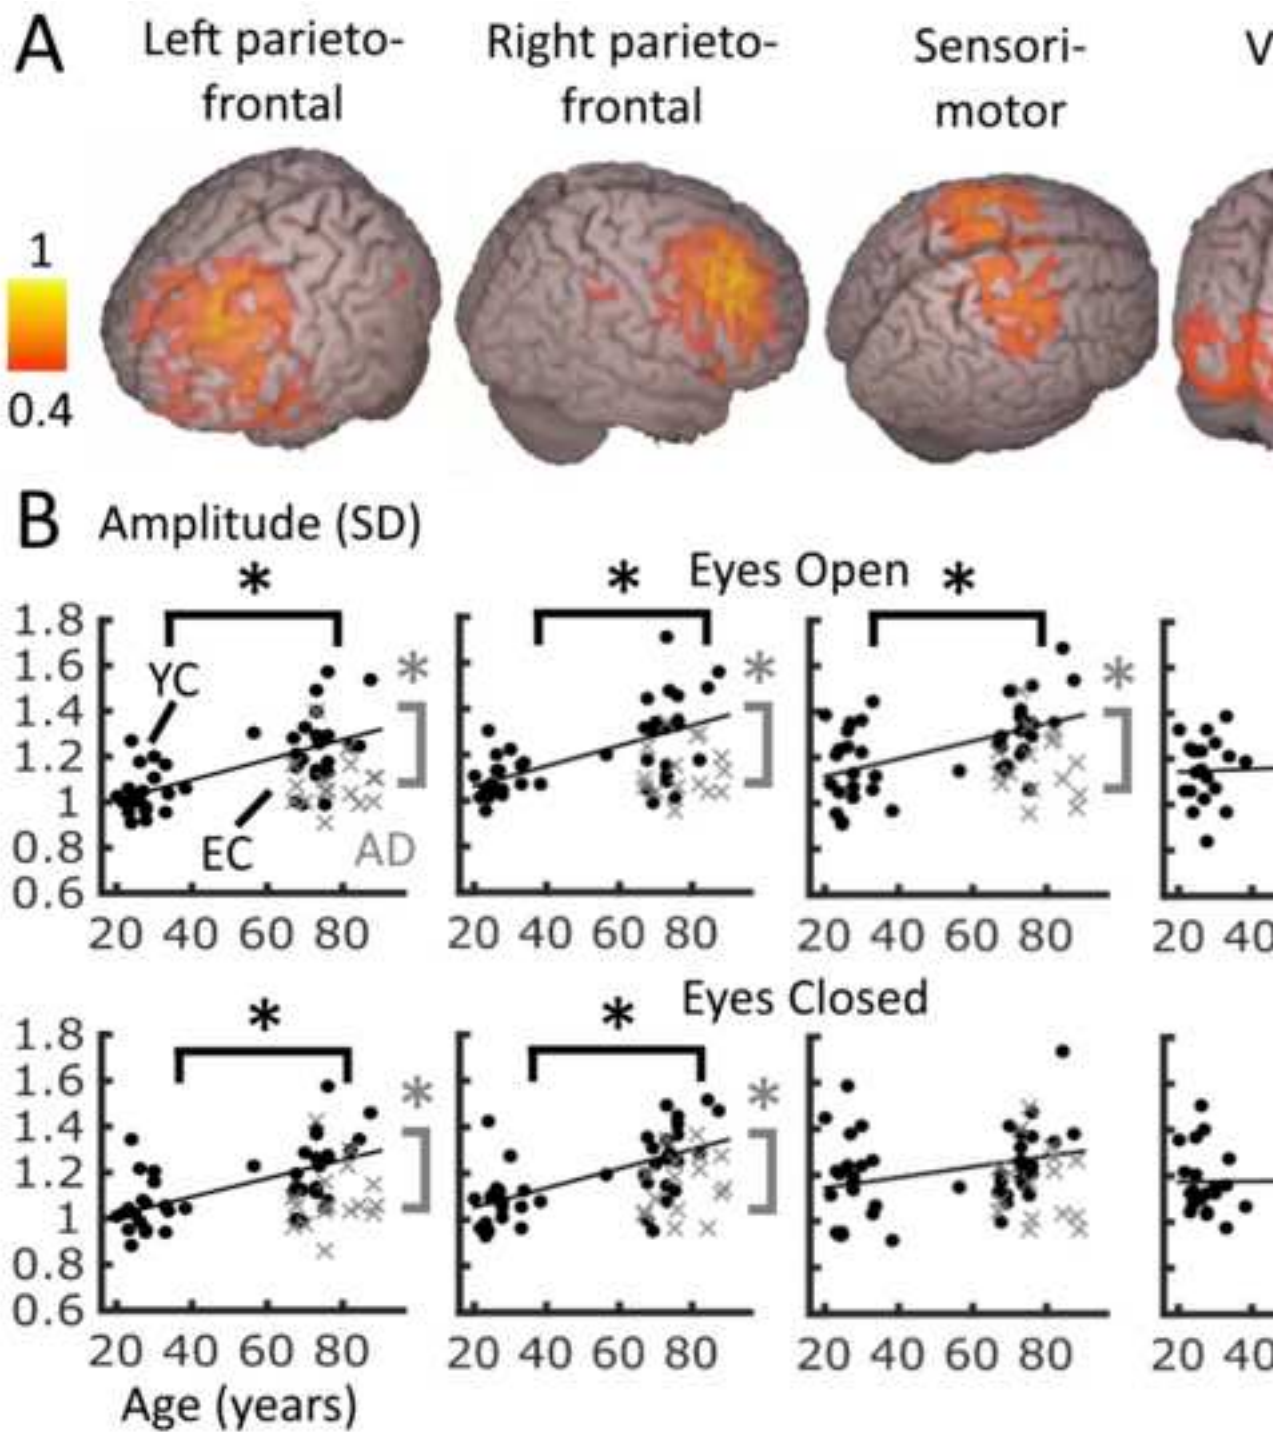 A
Left parieto-
frontal
Right parieto-
frontal
Sensori-
motor
V
1
0.4
B
Amplitude (SD)
* * Eyes Open *
1.8
1.6
1.4
1.2
1
0.8
0.6
YC
EC
AD
* * *
20 40 60 80
20 40 60 80
20 40 60 80
20 40
Eyes Closed
* *
1.8
1.6
1.4
1.2
1
0.8
0.6
* *
20 40 60 80
20 40 60 80
20 40 60 80
20 40
Age (years)